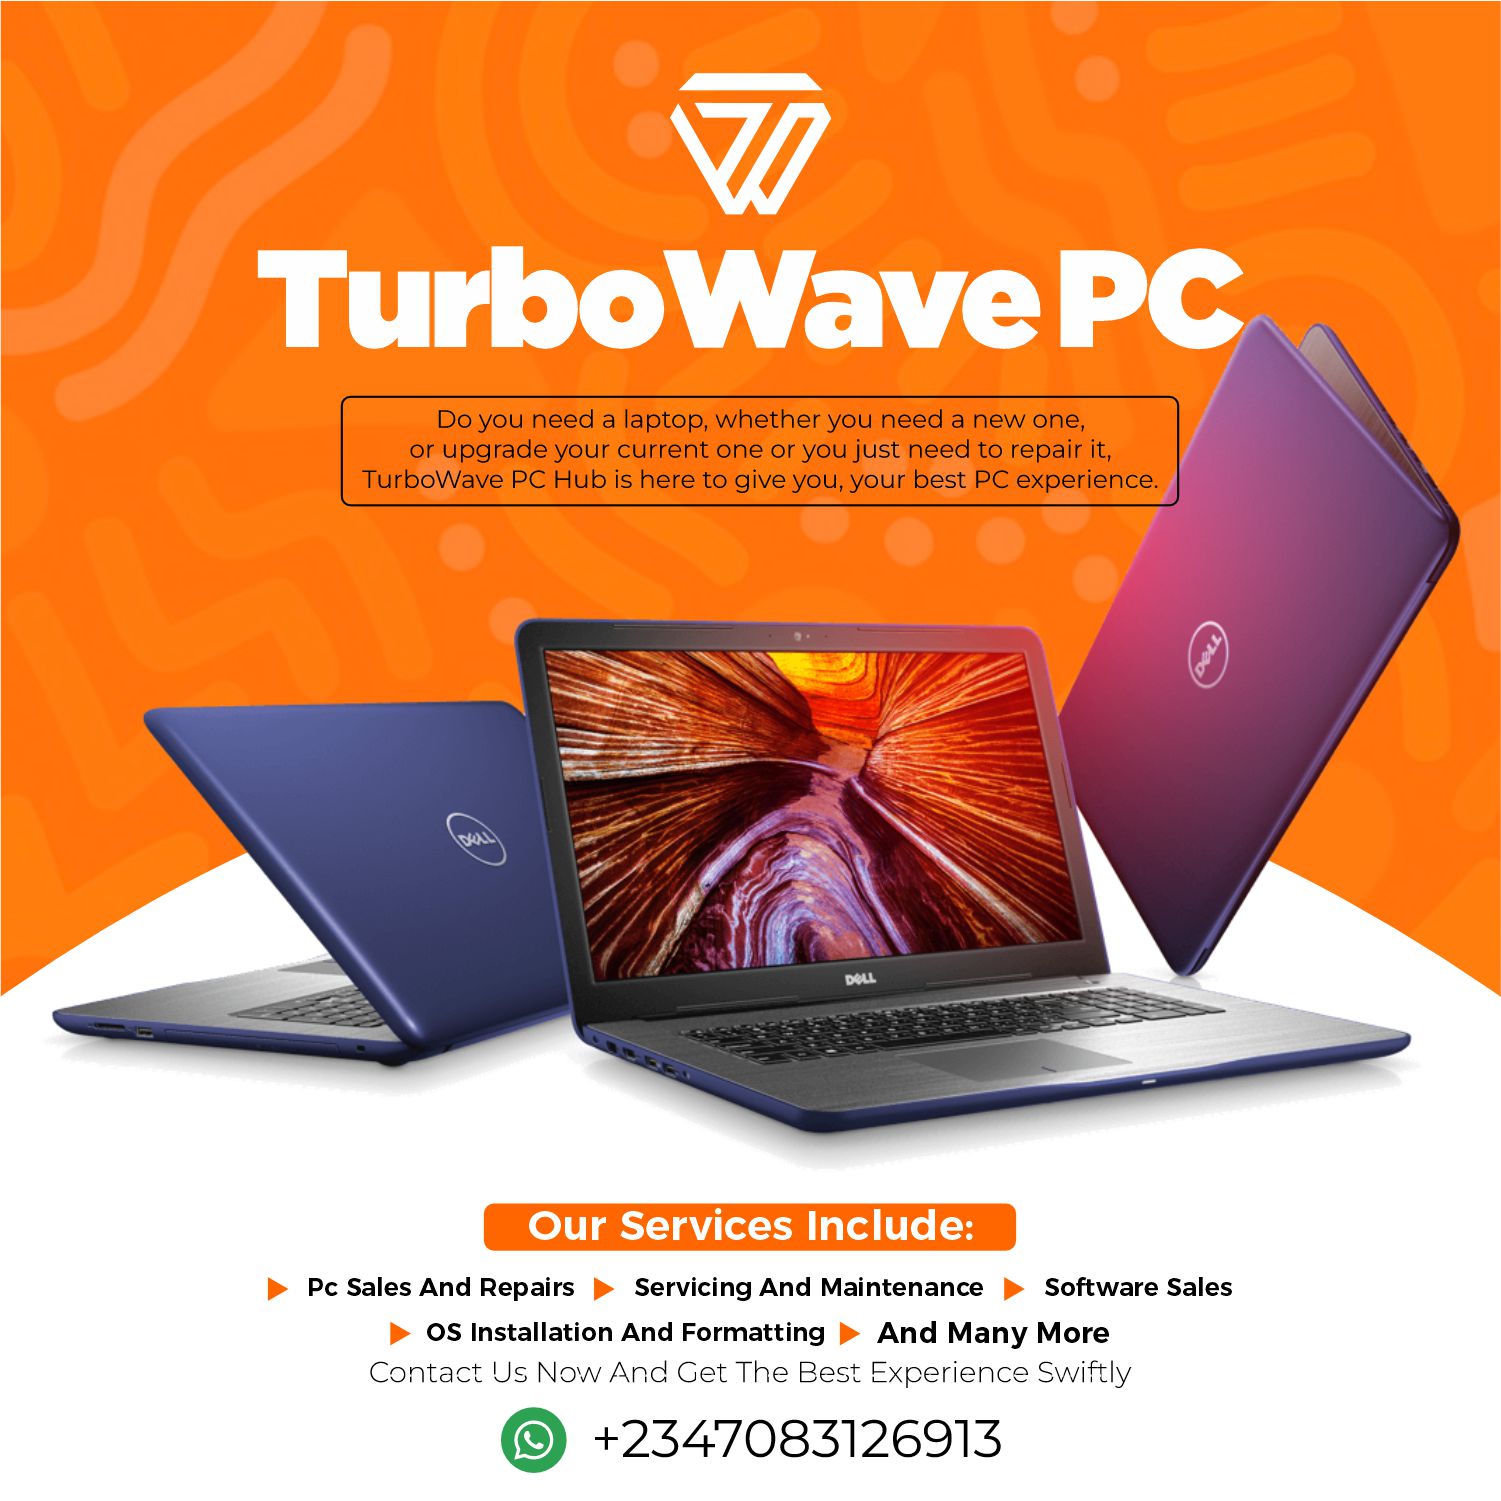 TurboWave PC
Do you need a laptop, whether you need a new one,
or upgrade your current one or you just need to repair it,
TurboWave PC Hub is here to give you, your best PC experience.
DELL
DELL
DELL
Our Services Include:
Pc Sales And Repairs Servicing And Maintenance Software Sales
OS Installation And Formatting And Many More
Contact Us Now And Get The Best Experience Swiftly
+2347083126913